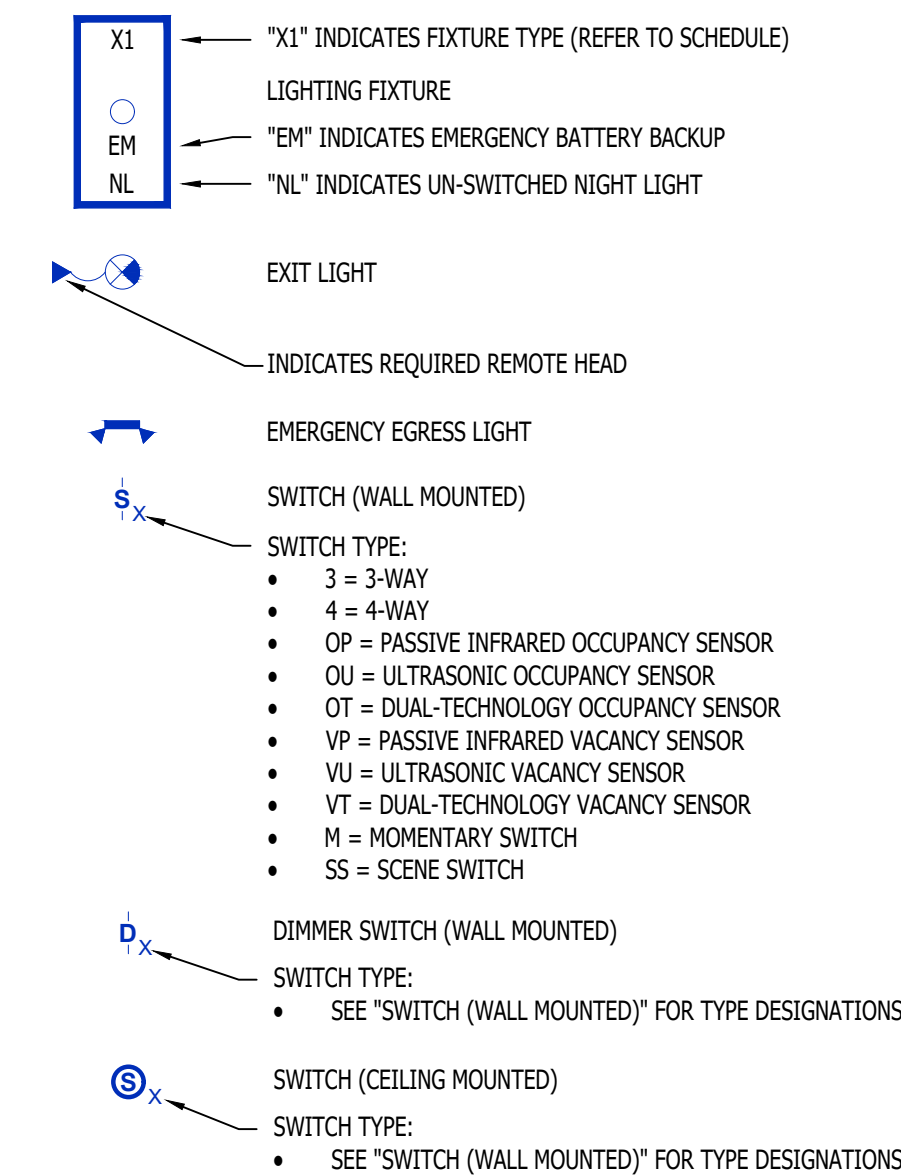 X1 "X1" INDICATES FIXTURE TYPE (REFER TO SCHEDULE)
LIGHTING FIXTURE
EM "EM" INDICATES EMERGENCY BATTERY BACKUP
NL "NL" INDICATES UN-SWITCHED NIGHT LIGHT
EXIT LIGHT
INDICATES REQUIRED REMOTE HEAD
EMERGENCY EGRESS LIGHT
S X SWITCH (WALL MOUNTED)
SWITCH TYPE:
• 3 = 3-WAY
• 4 = 4-WAY
• OP = PASSIVE INFRARED OCCUPANCY SENSOR
• OU = ULTRASONIC OCCUPANCY SENSOR
• OT = DUAL-TECHNOLOGY OCCUPANCY SENSOR
• VP = PASSIVE INFRARED VACANCY SENSOR
• VU = ULTRASONIC VACANCY SENSOR
• VT = DUAL-TECHNOLOGY VACANCY SENSOR
• M = MOMENTARY SWITCH
• SS = SCENE SWITCH
D X DIMMER SWITCH (WALL MOUNTED)
SWITCH TYPE:
• SEE "SWITCH (WALL MOUNTED)" FOR TYPE DESIGNATIONS
S X SWITCH (CEILING MOUNTED)
SWITCH TYPE:
• SEE "SWITCH (WALL MOUNTED)" FOR TYPE DESIGNATIONS